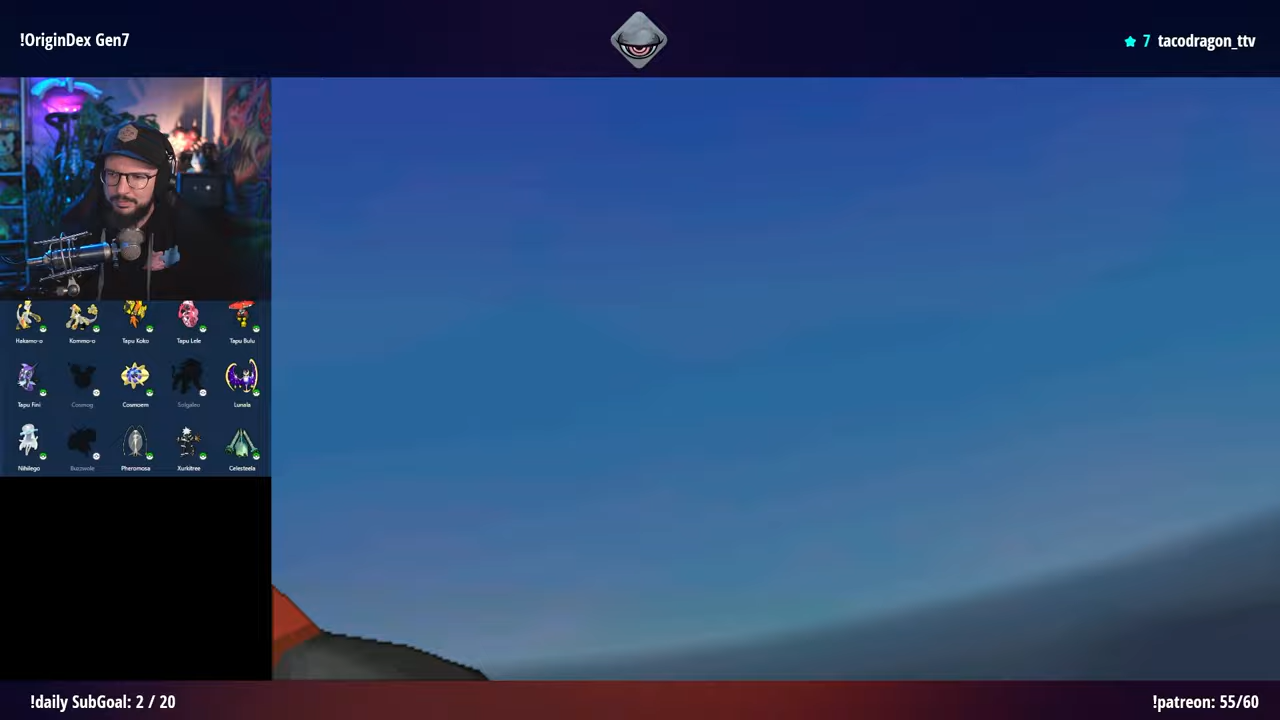 !OriginDex Gen7
7 tacodragon_ttv
Hakamo-o Kommo-o Tapu Koko Tapu Lele Tapu Bulu
Tapu Fini Cosmog Cosmoem Solgaleo Lunala
Nihilego Buzzwole Pheromosa Xurkitree Celesteela
!daily SubGoal: 2 / 20
!patreon: 55/60